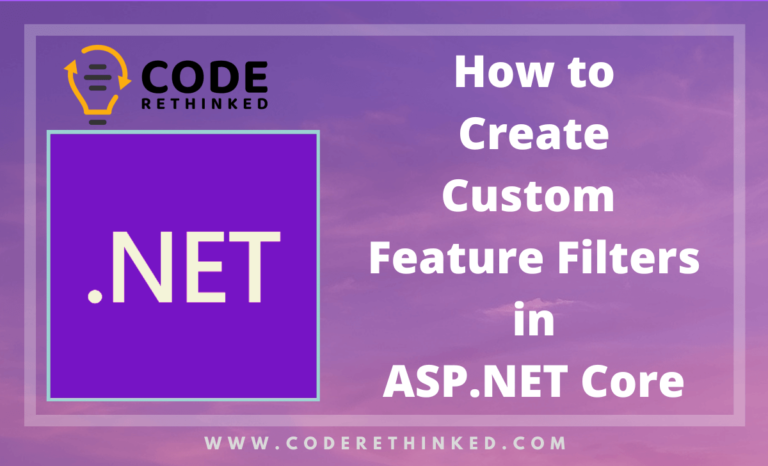 CODE
RETHINKED
.NET
How to
Create
Custom
Feature Filters
in
ASP.NET Core
WWW.CODERETHINKED.COM